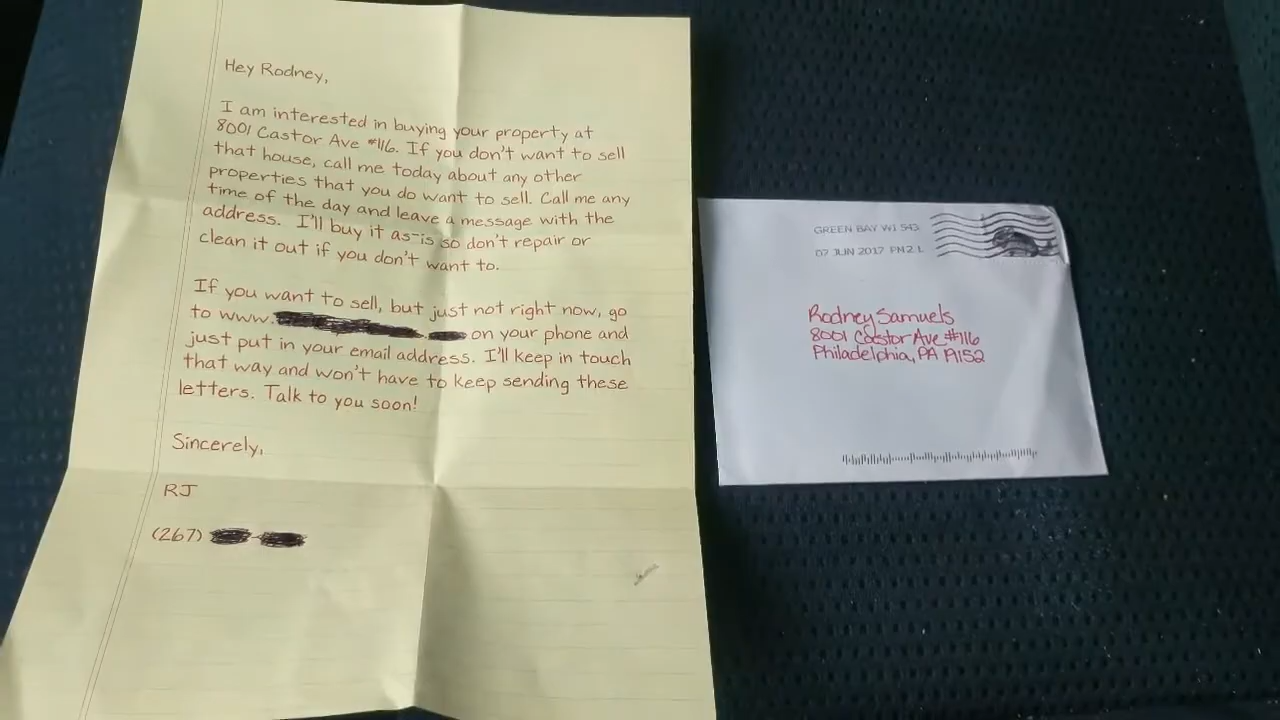 Hey Rodney,
I am interested in buying your property at
8001 Castor Ave #116. If you don't want to sell
that house, call me today about any other
properties that you do want to sell. Call me any
time of the day and leave a message with the
address. I'll buy it as-is so don't repair or
clean it out if you don't want to.
If you want to sell, but just not right now, go
to www. . on your phone and
just put in your email address. I'll keep in touch
that way and won't have to keep sending these
letters. Talk to you soon!
Sincerely,
RJ
(267) -
GREEN BAY WI 543
07 JUN 2017 PM 2 L
Rodney Samuels
8001 Castor Ave #116
Philadelphia, PA 19152